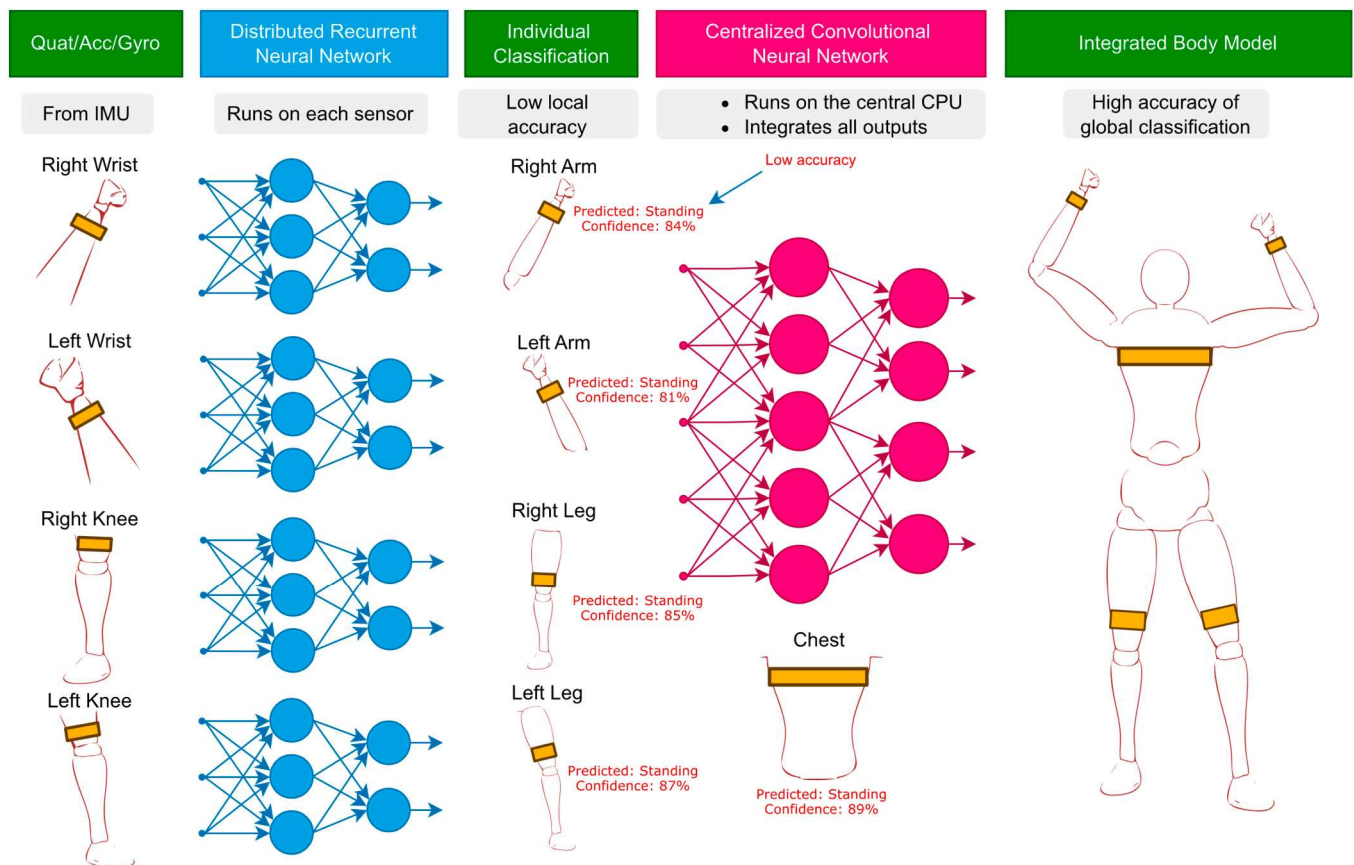 Quat/Acc/Gyro
Distributed Recurrent
Neural Network
Individual
Classification
Centralized Convolutional
Neural Network
Integrated Body Model
From IMU
Runs on each sensor
Low local
accuracy
• Runs on the central CPU
• Integrates all outputs
High accuracy of
global classification
Right Wrist
Right Arm
Low accuracy
Predicted: Standing
Confidence: 84%
Left Wrist
Left Arm
Predicted: Standing
Confidence: 81%
Right Knee
Right Leg
Predicted: Standing
Confidence: 85%
Chest
Left Knee
Left Leg
Predicted: Standing
Confidence: 87%
Predicted: Standing
Confidence: 89%